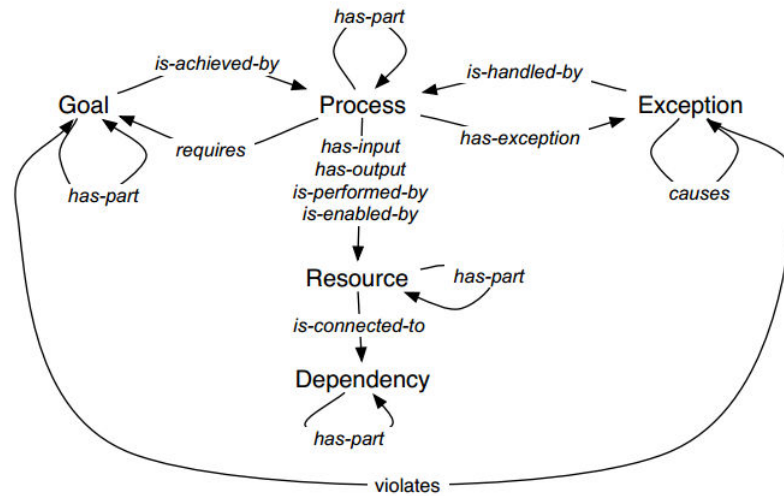 has-part
is-achieved-by
is-handled-by
Goal
Process
Exception
requires
has-input
has-exception
has-output
has-part
is-performed-by
causes
is-enabled-by
Resource
has-part
is-connected-to
Dependency
has-part
violates